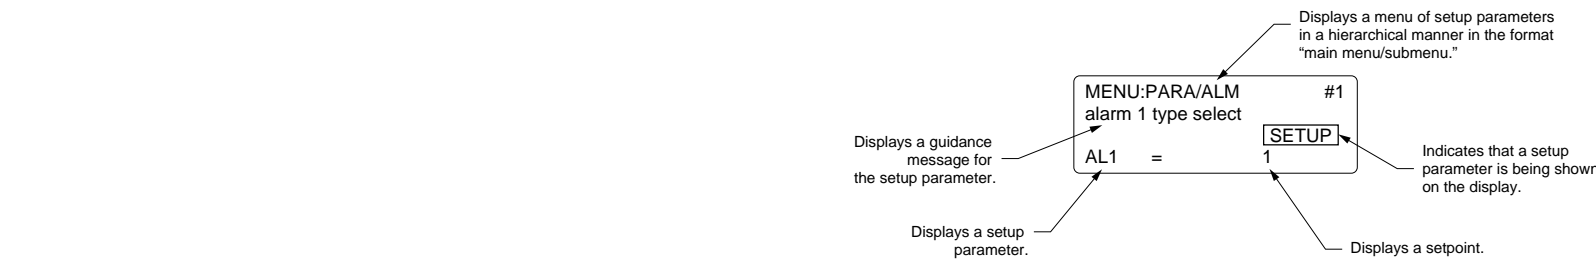 Displays a menu of setup parameters
in a hierarchical manner in the format
“main menu/submenu.”
MENU:PARA/ALM #1
alarm 1 type select
SETUP
AL1 = 1
Displays a guidance
message for
the setup parameter.
Indicates that a setup
parameter is being shown
on the display.
Displays a setup
parameter.
Displays a setpoint.